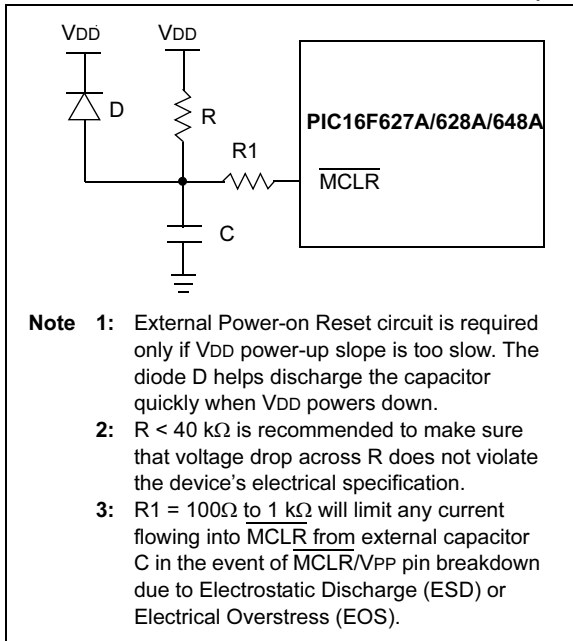 VDD VDD
D
R
PIC16F627A/628A/648A
R1
MCLR
C
Note 1: External Power-on Reset circuit is required
only if VDD power-up slope is too slow. The
diode D helps discharge the capacitor
quickly when VDD powers down.
2: R < 40 kΩ is recommended to make sure
that voltage drop across R does not violate
the device's electrical specification.
3: R1 = 100Ω to 1 kΩ will limit any current
flowing into MCLR from external capacitor
C in the event of MCLR/VPP pin breakdown
due to Electrostatic Discharge (ESD) or
Electrical Overstress (EOS).